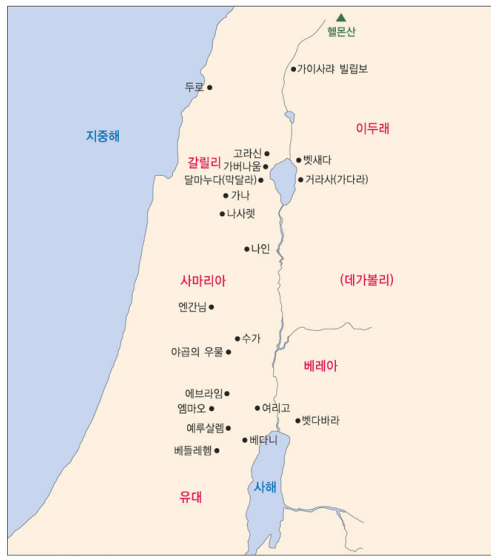 헬몬산
가이사랴 빌립보
두로
이두래
지중해
고라신
벳새다
갈릴리
가버나움
달마누다(막달라)
거라사(가다라)
가나
나사렛
나인
사마리아
(데가볼리)
엔간님
수가
야곱의 우물
베레아
에브라임
엠마오
여리고
벳다바라
예루살렘
베다니
베들레헴
사해
유대